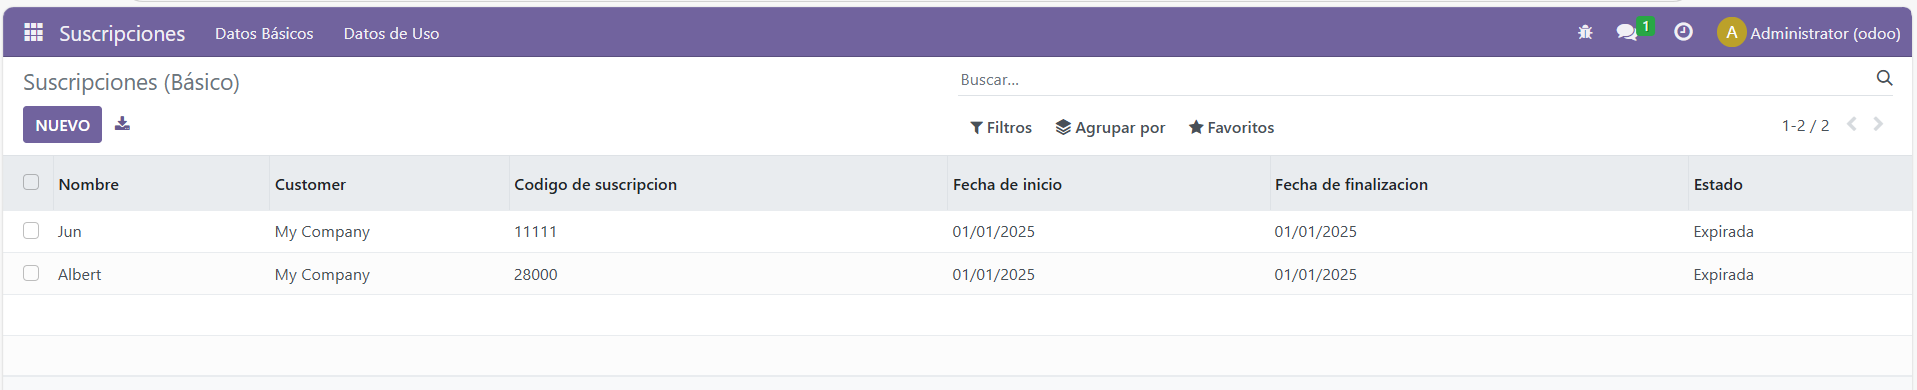 Suscripciones Datos Básicos Datos de Uso 1 A Administrator (odoo)
Suscripciones (Básico) Buscar...
NUEVO Filtros Agrupar por Favoritos 1-2 / 2
Nombre Customer Codigo de suscripcion Fecha de inicio Fecha de finalizacion Estado
Jun My Company 11111 01/01/2025 01/01/2025 Expirada
Albert My Company 28000 01/01/2025 01/01/2025 Expirada